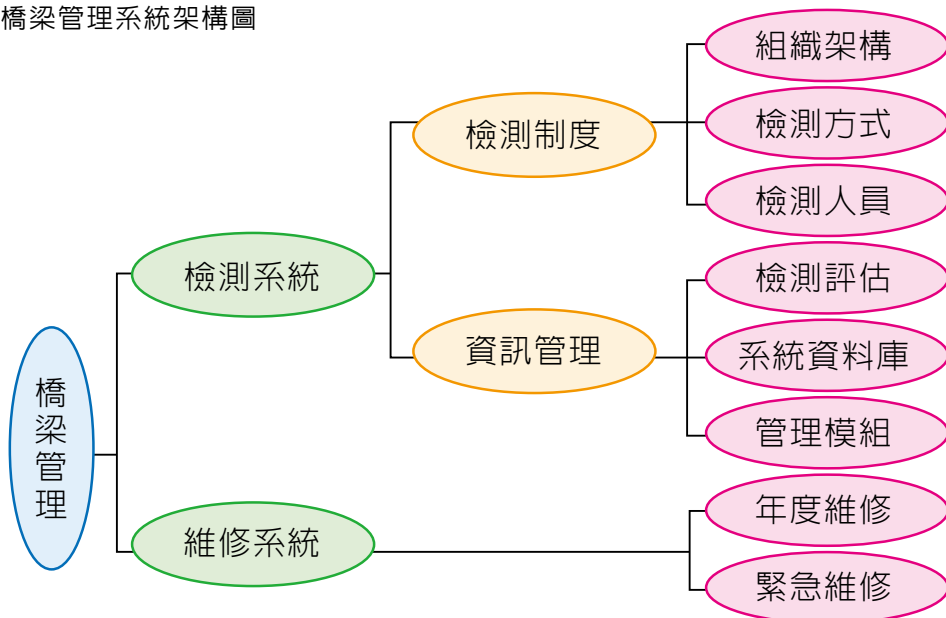 橋梁管理系統架構圖
橋梁管理
檢測系統
檢測制度
組織架構
檢測方式
檢測人員
資訊管理
檢測評估
系統資料庫
管理模組
維修系統
年度維修
緊急維修